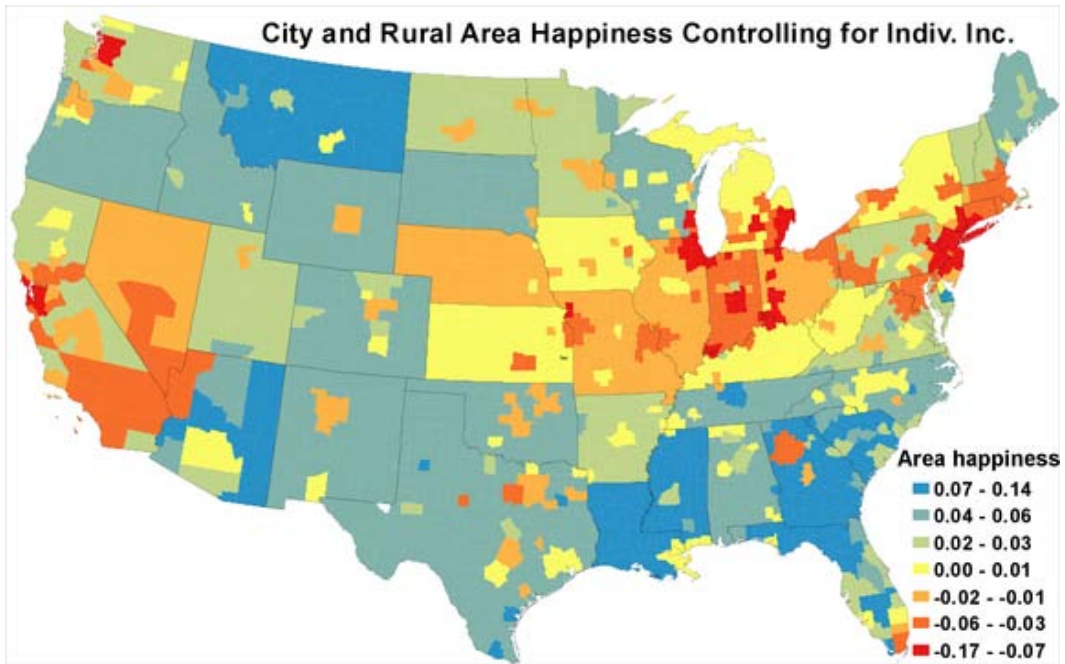 City and Rural Area Happiness Controlling for Indiv. Inc.
Area happiness
0.07 - 0.14
0.04 - 0.06
0.02 - 0.03
0.00 - 0.01
-0.02 - -0.01
-0.06 - -0.03
-0.17 - -0.07